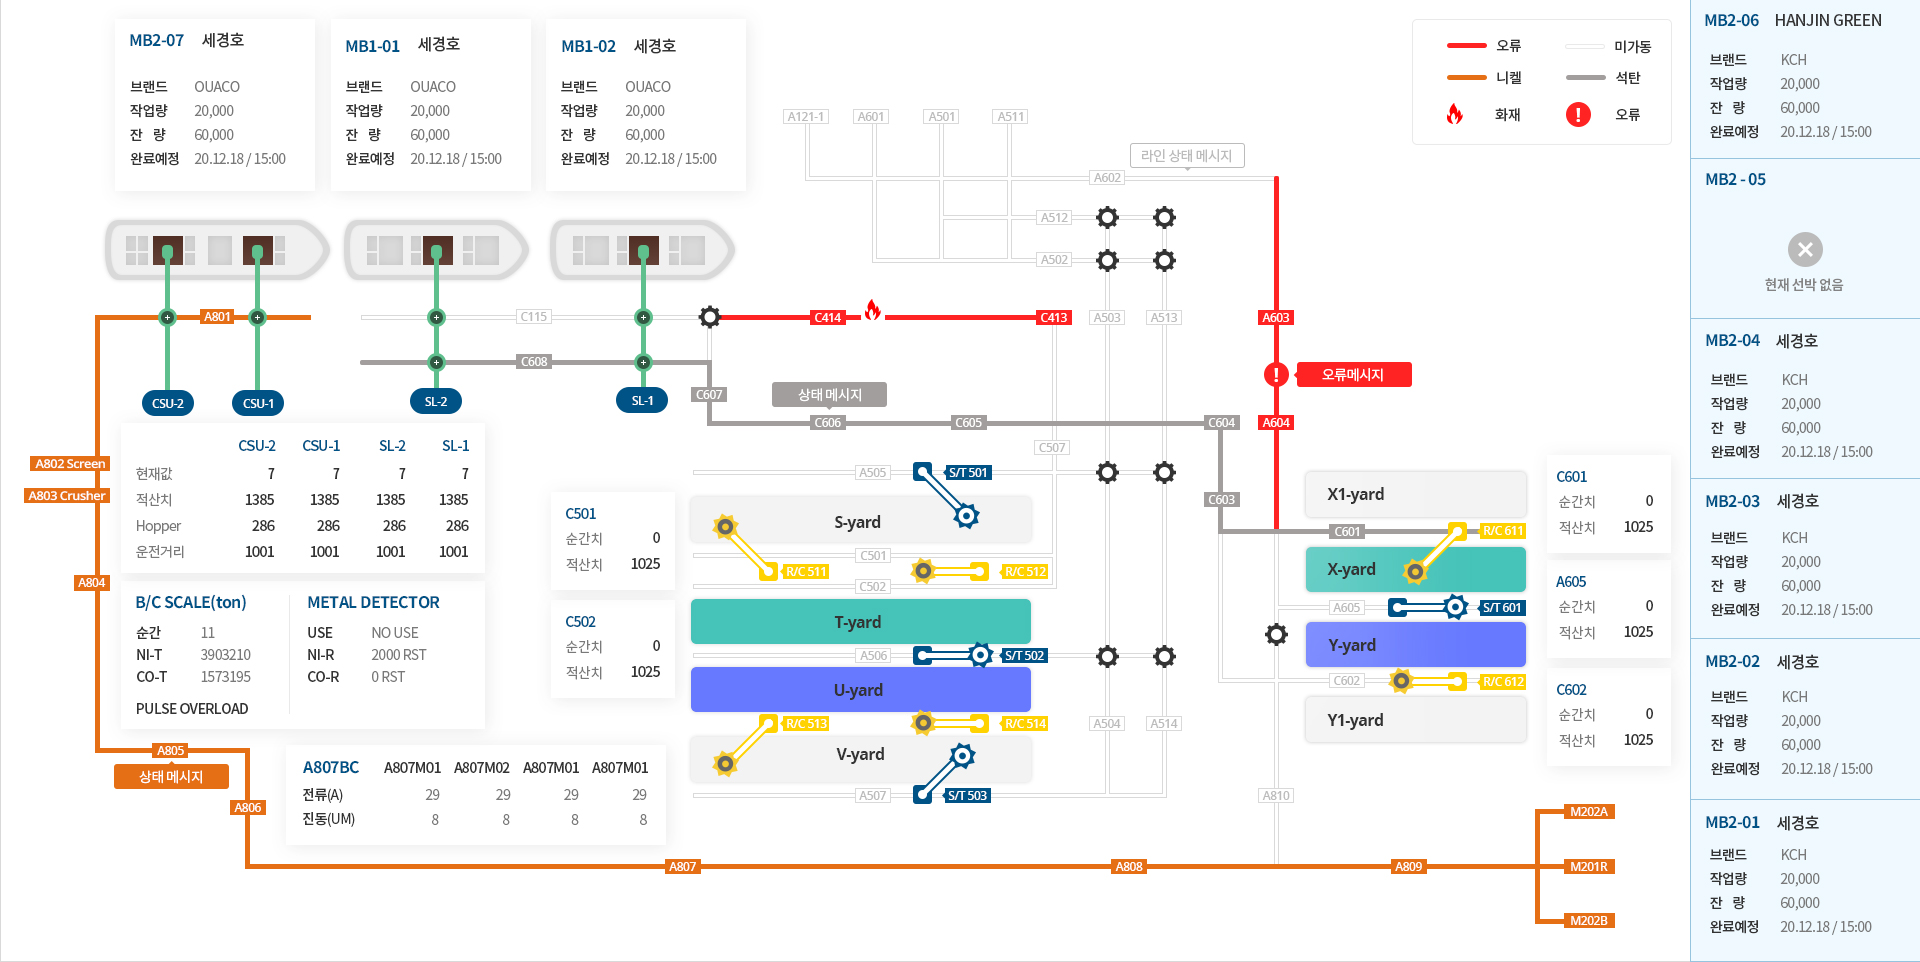 MB2-07 세경호
브랜드 OUACO
작업량 20,000
잔 량 60,000
완료예정 20.12.18 / 15:00
MB1-01 세경호
브랜드 OUACO
작업량 20,000
잔 량 60,000
완료예정 20.12.18 / 15:00
MB1-02 세경호
브랜드 OUACO
작업량 20,000
잔 량 60,000
완료예정 20.12.18 / 15:00
오류 미가동
니켈 석탄
화재 오류
A121-1 A601 A501 A511
라인 상태 메시지
A602
A512
A502
A801
C115
C414
C413
A503
A513
A603
C608
오류메시지
C607
상태 메시지
CSU-2
CSU-1
SL-2
SL-1
C606
C605
C604
A604
C507
CSU-2 CSU-1 SL-2 SL-1
현재값 7 7 7 7
적산치 1385 1385 1385 1385
Hopper 286 286 286 286
운전거리 1001 1001 1001 1001
A802 Screen
A803 Crusher
A804
B/C SCALE(ton)
순간 11
NI-T 3903210
CO-T 1573195
PULSE OVERLOAD
METAL DETECTOR
USE NO USE
NI-R 2000 RST
CO-R 0 RST
A805
상태 메시지
A806
A807BC A807M01 A807M02 A807M01 A807M01
전류(A) 29 29 29 29
진동(UM) 8 8 8 8
C501
순간치 0
적산치 1025
C502
순간치 0
적산치 1025
A505
S/T 501
S-yard
C501
R/C 511
R/C 512
C502
T-yard
A506
S/T 502
U-yard
R/C 513
R/C 514
V-yard
A507
S/T 503
A504
A514
C603
X1-yard
C601
R/C 611
X-yard
A605
S/T 601
Y-yard
C602
R/C 612
Y1-yard
A810
C601
순간치 0
적산치 1025
A605
순간치 0
적산치 1025
C602
순간치 0
적산치 1025
A807
A808
A809
M202A
M201R
M202B
MB2-06 HANJIN GREEN
브랜드 KCH
작업량 20,000
잔 량 60,000
완료예정 20.12.18 / 15:00
MB2 - 05
현재 선박 없음
MB2-04 세경호
브랜드 KCH
작업량 20,000
잔 량 60,000
완료예정 20.12.18 / 15:00
MB2-03 세경호
브랜드 KCH
작업량 20,000
잔 량 60,000
완료예정 20.12.18 / 15:00
MB2-02 세경호
브랜드 KCH
작업량 20,000
잔 량 60,000
완료예정 20.12.18 / 15:00
MB2-01 세경호
브랜드 KCH
작업량 20,000
잔 량 60,000
완료예정 20.12.18 / 15:00